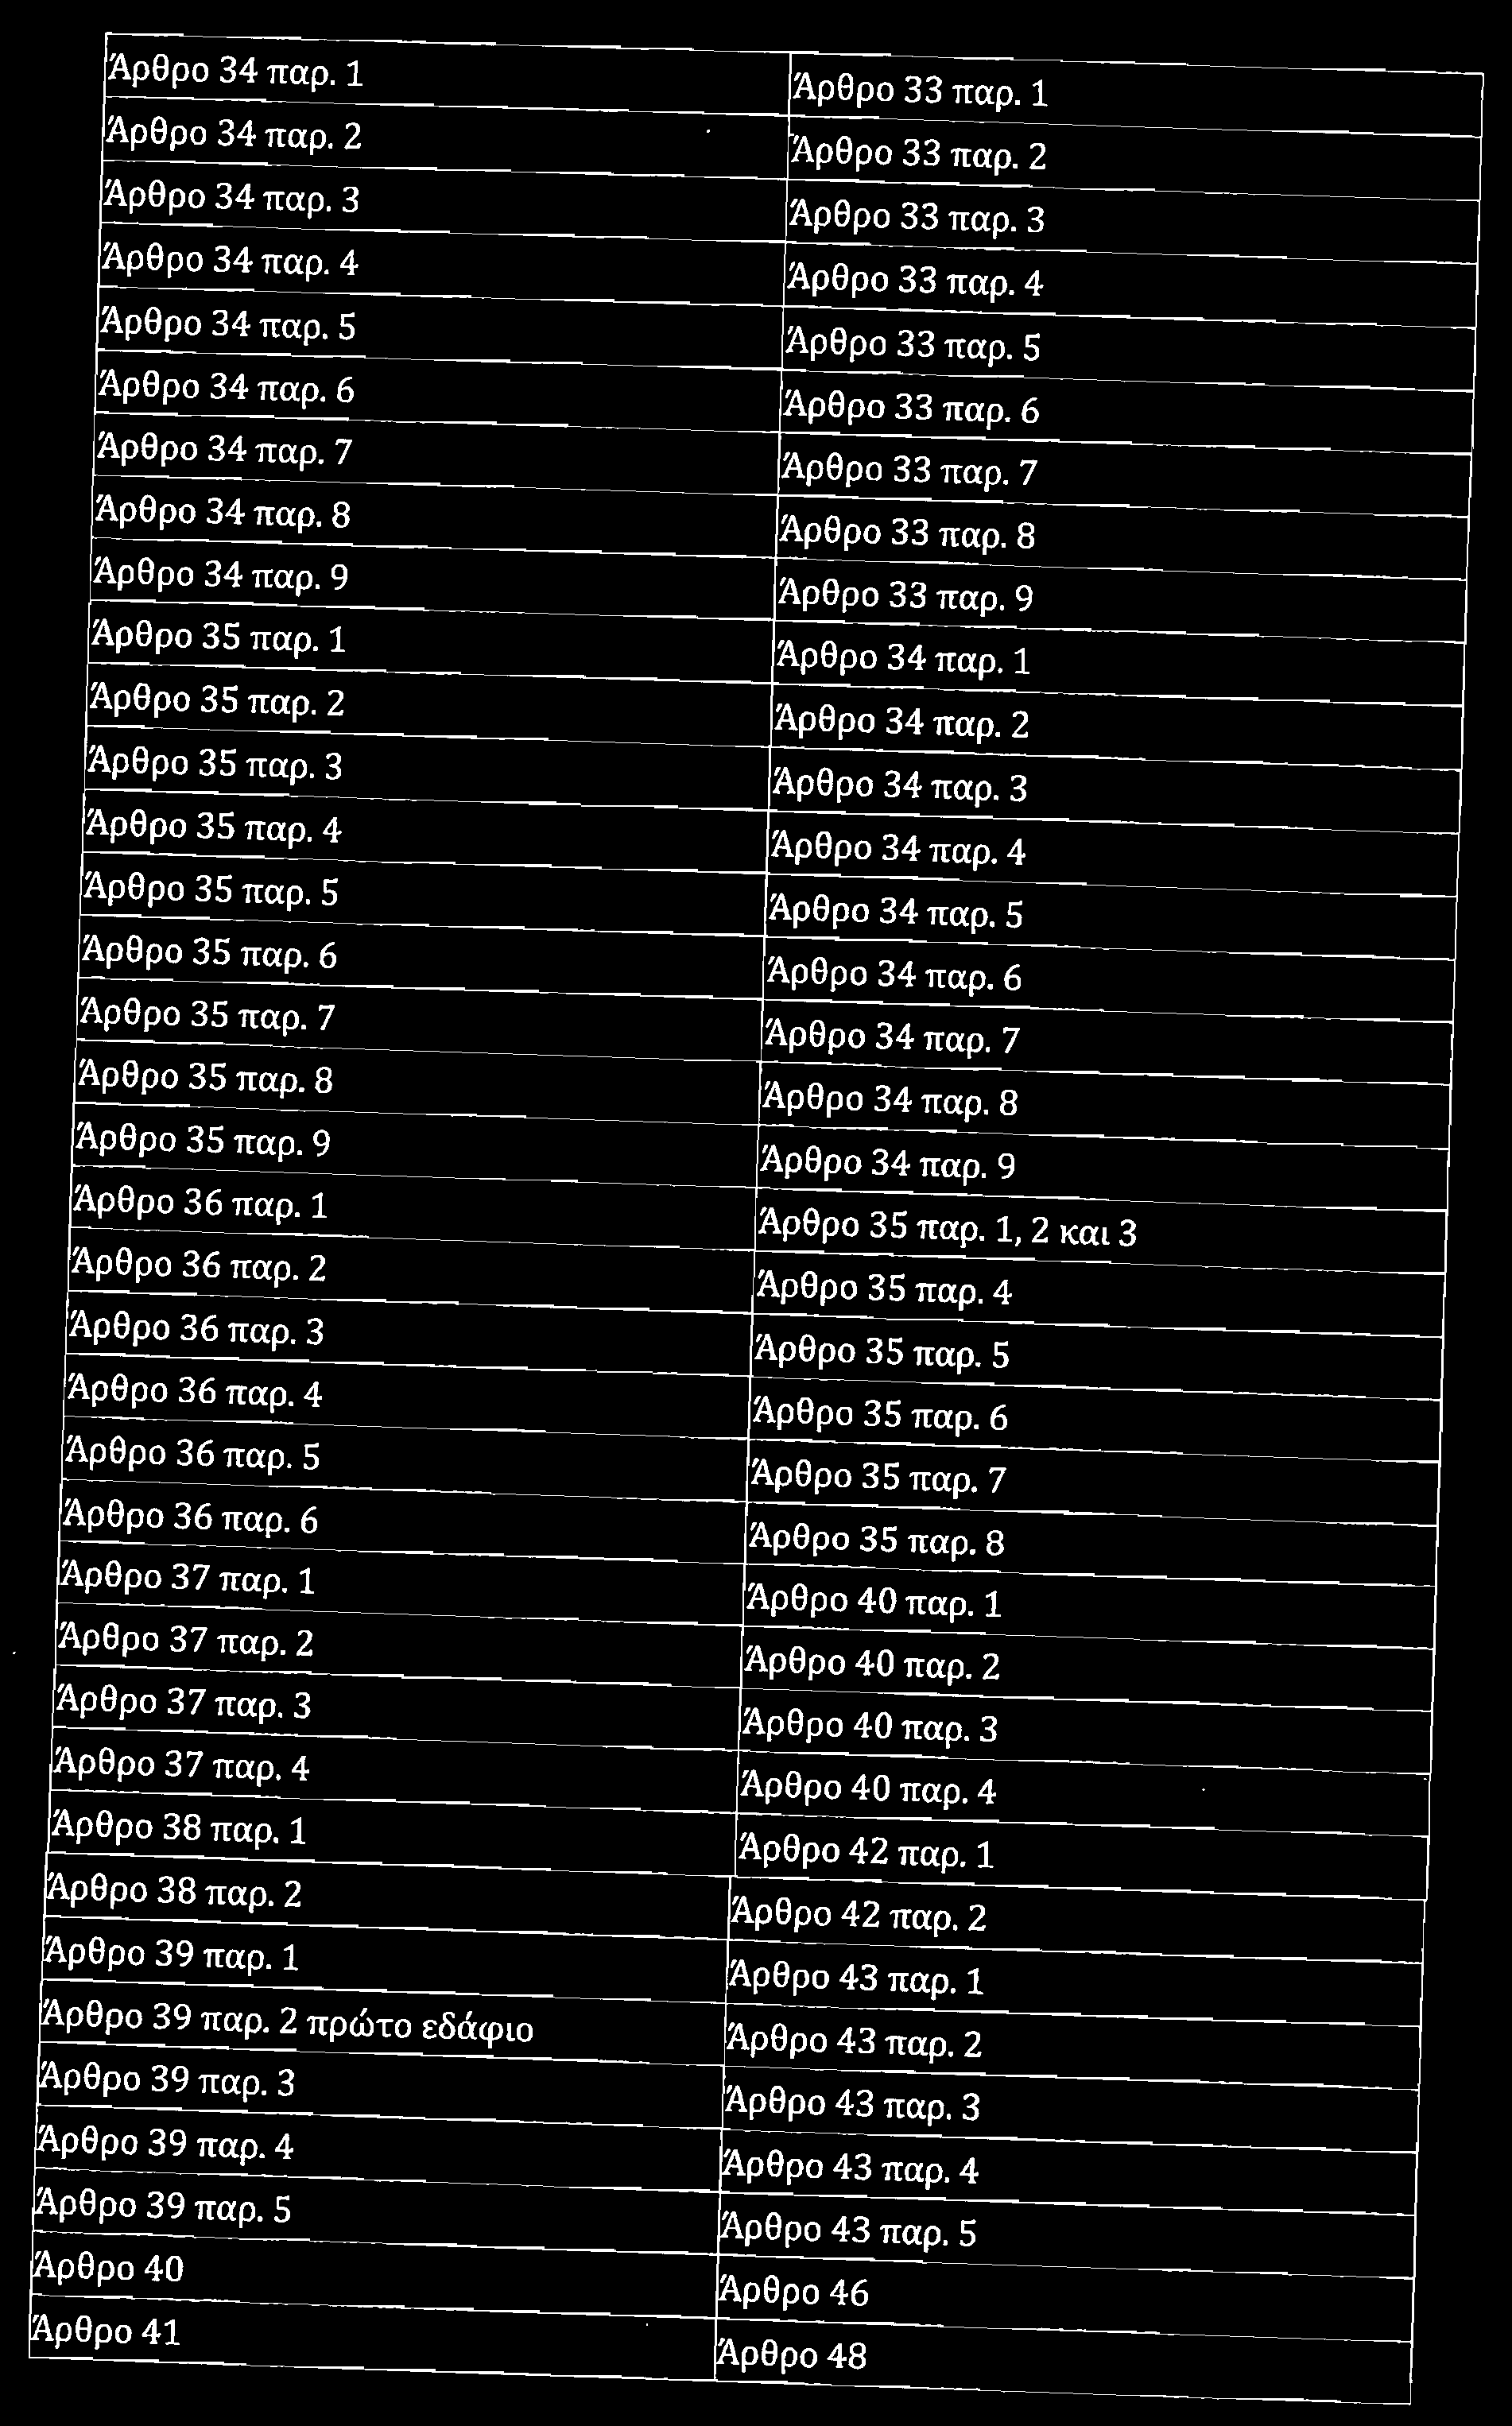 Άρθρο 34 παρ. 1 Άρθρο 33 παρ. 1
Άρθρο 34 παρ. 2 Άρθρο 33 παρ. 2
Άρθρο 34 παρ. 3 Άρθρο 33 παρ. 3
Άρθρο 34 παρ. 4 Άρθρο 33 παρ. 4
Άρθρο 34 παρ. 5 Άρθρο 33 παρ. 5
Άρθρο 34 παρ. 6 Άρθρο 33 παρ. 6
Άρθρο 34 παρ. 7 Άρθρο 33 παρ. 7
Άρθρο 34 παρ. 8 Άρθρο 33 παρ. 8
Άρθρο 34 παρ. 9 Άρθρο 33 παρ. 9
Άρθρο 35 παρ. 1 Άρθρο 34 παρ. 1
Άρθρο 35 παρ. 2 Άρθρο 34 παρ. 2
Άρθρο 35 παρ. 3 Άρθρο 34 παρ. 3
Άρθρο 35 παρ. 4 Άρθρο 34 παρ. 4
Άρθρο 35 παρ. 5 Άρθρο 34 παρ. 5
Άρθρο 35 παρ. 6 Άρθρο 34 παρ. 6
Άρθρο 35 παρ. 7 Άρθρο 34 παρ. 7
Άρθρο 35 παρ. 8 Άρθρο 34 παρ. 8
Άρθρο 35 παρ. 9 Άρθρο 34 παρ. 9
Άρθρο 36 παρ. 1 Άρθρο 35 παρ. 1, 2 και 3
Άρθρο 36 παρ. 2 Άρθρο 35 παρ. 4
Άρθρο 36 παρ. 3 Άρθρο 35 παρ. 5
Άρθρο 36 παρ. 4 Άρθρο 35 παρ. 6
Άρθρο 36 παρ. 5 Άρθρο 35 παρ. 7
Άρθρο 36 παρ. 6 Άρθρο 35 παρ. 8
Άρθρο 37 παρ. 1 Άρθρο 40 παρ. 1
Άρθρο 37 παρ. 2 Άρθρο 40 παρ. 2
Άρθρο 37 παρ. 3 Άρθρο 40 παρ. 3
Άρθρο 37 παρ. 4 Άρθρο 40 παρ. 4
Άρθρο 38 παρ. 1 Άρθρο 42 παρ. 1
Άρθρο 38 παρ. 2 Άρθρο 42 παρ. 2
Άρθρο 39 παρ. 1 Άρθρο 43 παρ. 1
Άρθρο 39 παρ. 2 πρώτο εδάφιο Άρθρο 43 παρ. 2
Άρθρο 39 παρ. 3 Άρθρο 43 παρ. 3
Άρθρο 39 παρ. 4 Άρθρο 43 παρ. 4
Άρθρο 39 παρ. 5 Άρθρο 43 παρ. 5
Άρθρο 40 Άρθρο 46
Άρθρο 41 Άρθρο 48